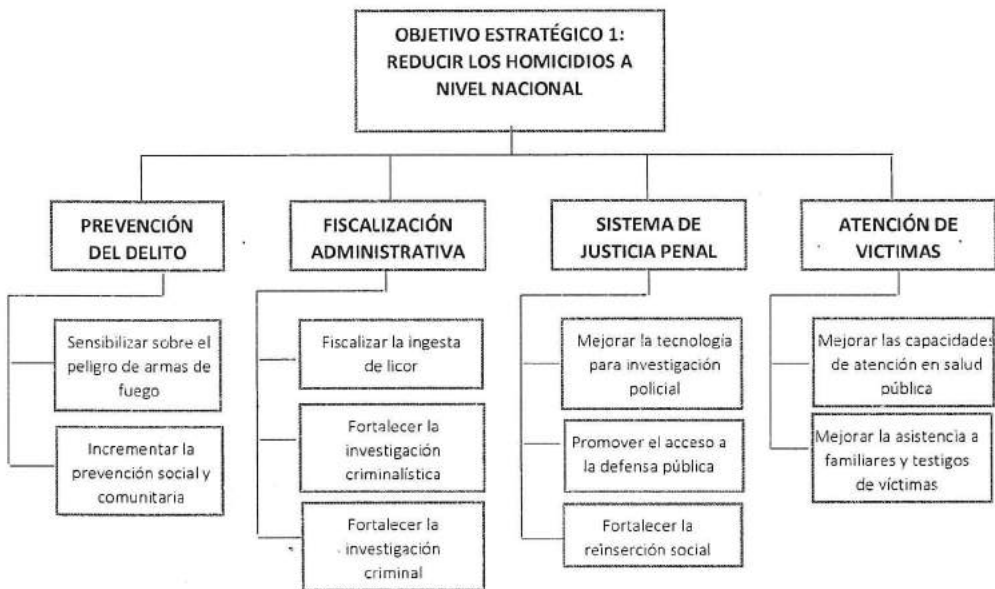 OBJETIVO ESTRATÉGICO 1:
REDUCIR LOS HOMICIDIOS A
NIVEL NACIONAL
PREVENCIÓN
DEL DELITO
Sensibilizar sobre el
peligro de armas de
fuego
Incrementar la
prevención social y
comunitaria
FISCALIZACIÓN
ADMINISTRATIVA
Fiscalizar la ingesta
de licor
Fortalecer la
investigación
criminalística
Fortalecer la
investigación
criminal
SISTEMA DE
JUSTICIA PENAL
Mejorar la tecnología
para investigación
policial
Promover el acceso a
la defensa pública
Fortalecer la
reinserción social
ATENCIÓN DE
VICTIMAS
Mejorar las capacidades
de atención en salud
pública
Mejorar la asistencia a
familiares y testigos
de víctimas